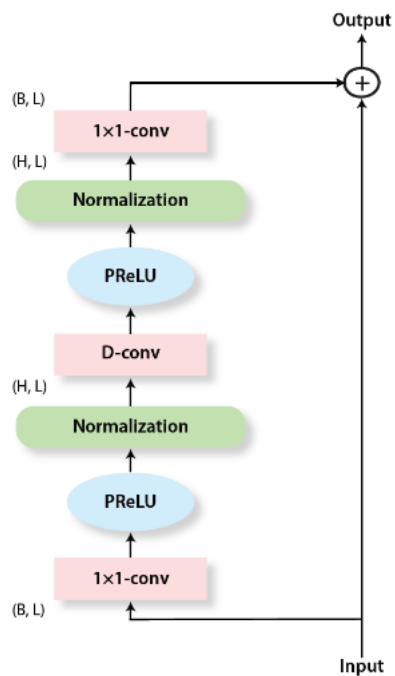 Output
+
(B, L)
1×1-conv
(H, L)
Normalization
PReLU
D-conv
(H, L)
Normalization
PReLU
1×1-conv
(B, L)
Input